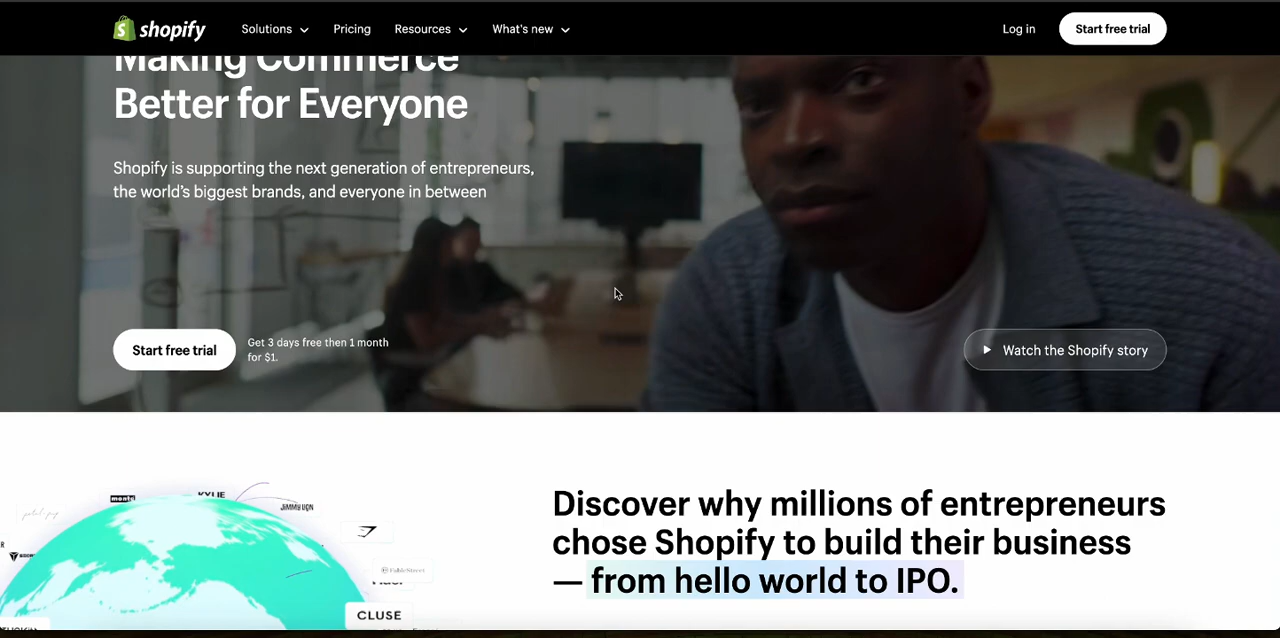 shopify
Solutions
Pricing
Resources
What's new
Log in
Start free trial
Making Commerce
Better for Everyone
Shopify is supporting the next generation of entrepreneurs,
the world's biggest brands, and everyone in between
Start free trial
Get 3 days free then 1 month
for $1.
Watch the Shopify story
Discover why millions of entrepreneurs
chose Shopify to build their business
— from hello world to IPO.
KYLIE
FableStreet
CLUSE